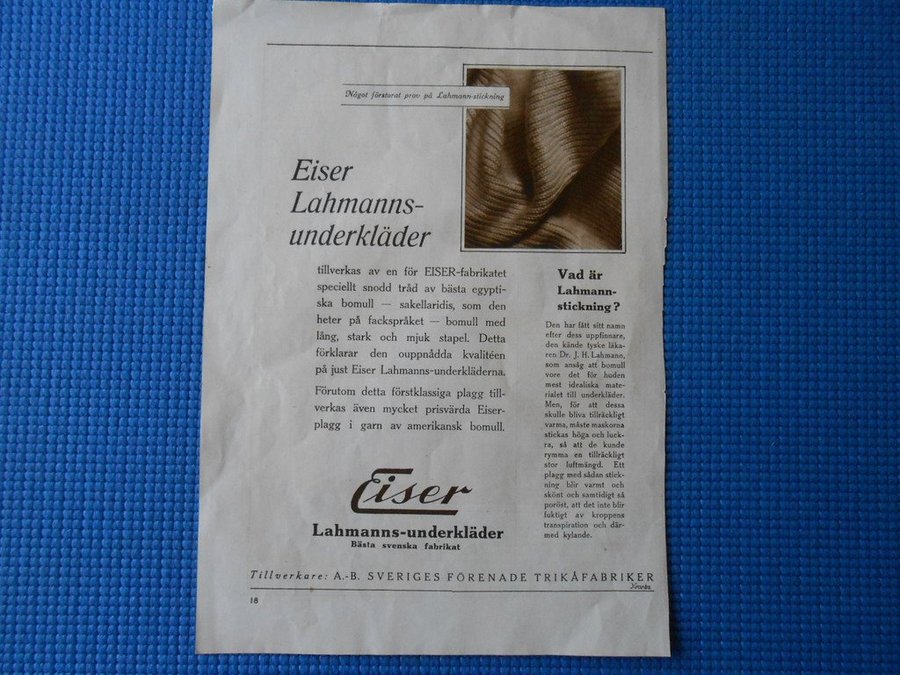 Något förstorat prov på Lahmann-stickning
Eiser
Lahmanns-
underkläder
tillverkas av en för EISER-fabrikatet
speciellt snodd tråd av bästa egypti-
ska bomull — sakellaridis, som den
heter på fackspråket — bomull med
lång, stark och mjuk stapel. Detta
förklarar den ouppnådda kvalitéen
på just Eiser Lahmanns-underkläderna.
Förutom detta förstklassiga plagg till-
verkas även mycket prisvärda Eiser-
plagg i garn av amerikansk bomull.
Vad är
Lahmann-
stickning?
Den har fått sitt namn
efter dess uppfinnare,
den kände tyske läka-
ren Dr. J. H. Lahmann,
som ansåg att bomull
vore det för huden
mest idealiska mate-
rialet till underkläder.
Men, för att dessa
skulle bliva tillräckligt
varma, måste maskorna
stickas höga och luck-
ra, så att de kunde
rymma en tillräckligt
stor luftmängd. Ett
plagg med sådan stick-
ning blir varmt och
skönt och samtidigt så
poröst, att det inte blir
fuktigt av kroppens
transpiration och där-
med kylande.
Eiser
Lahmanns-underkläder
Bästa svenska fabrikat
Tillverkare: A.-B. SVERIGES FÖRENADE TRIKÅFABRIKER
18